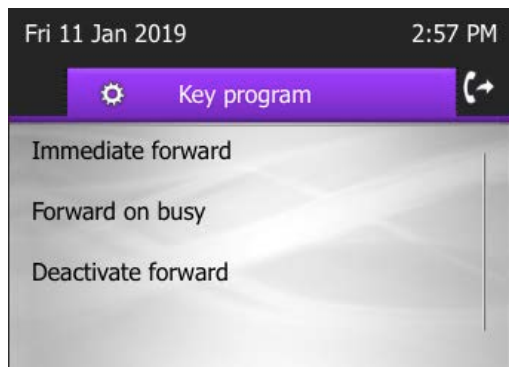 Fri 11 Jan 2019 2:57 PM
Key program
Immediate forward
Forward on busy
Deactivate forward